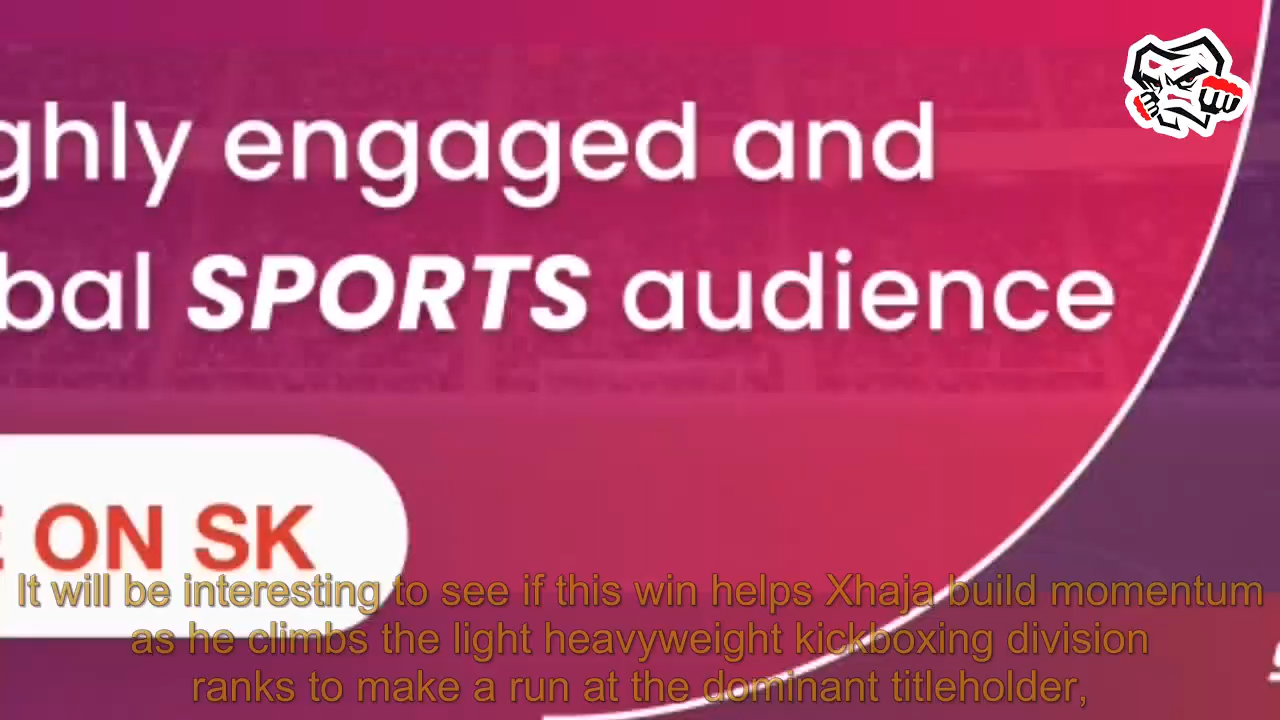 ghly engaged and
bal SPORTS audience
E ON SK
It will be interesting to see if this win helps Xhaja build momentum
as he climbs the light heavyweight kickboxing division
ranks to make a run at the dominant titleholder,